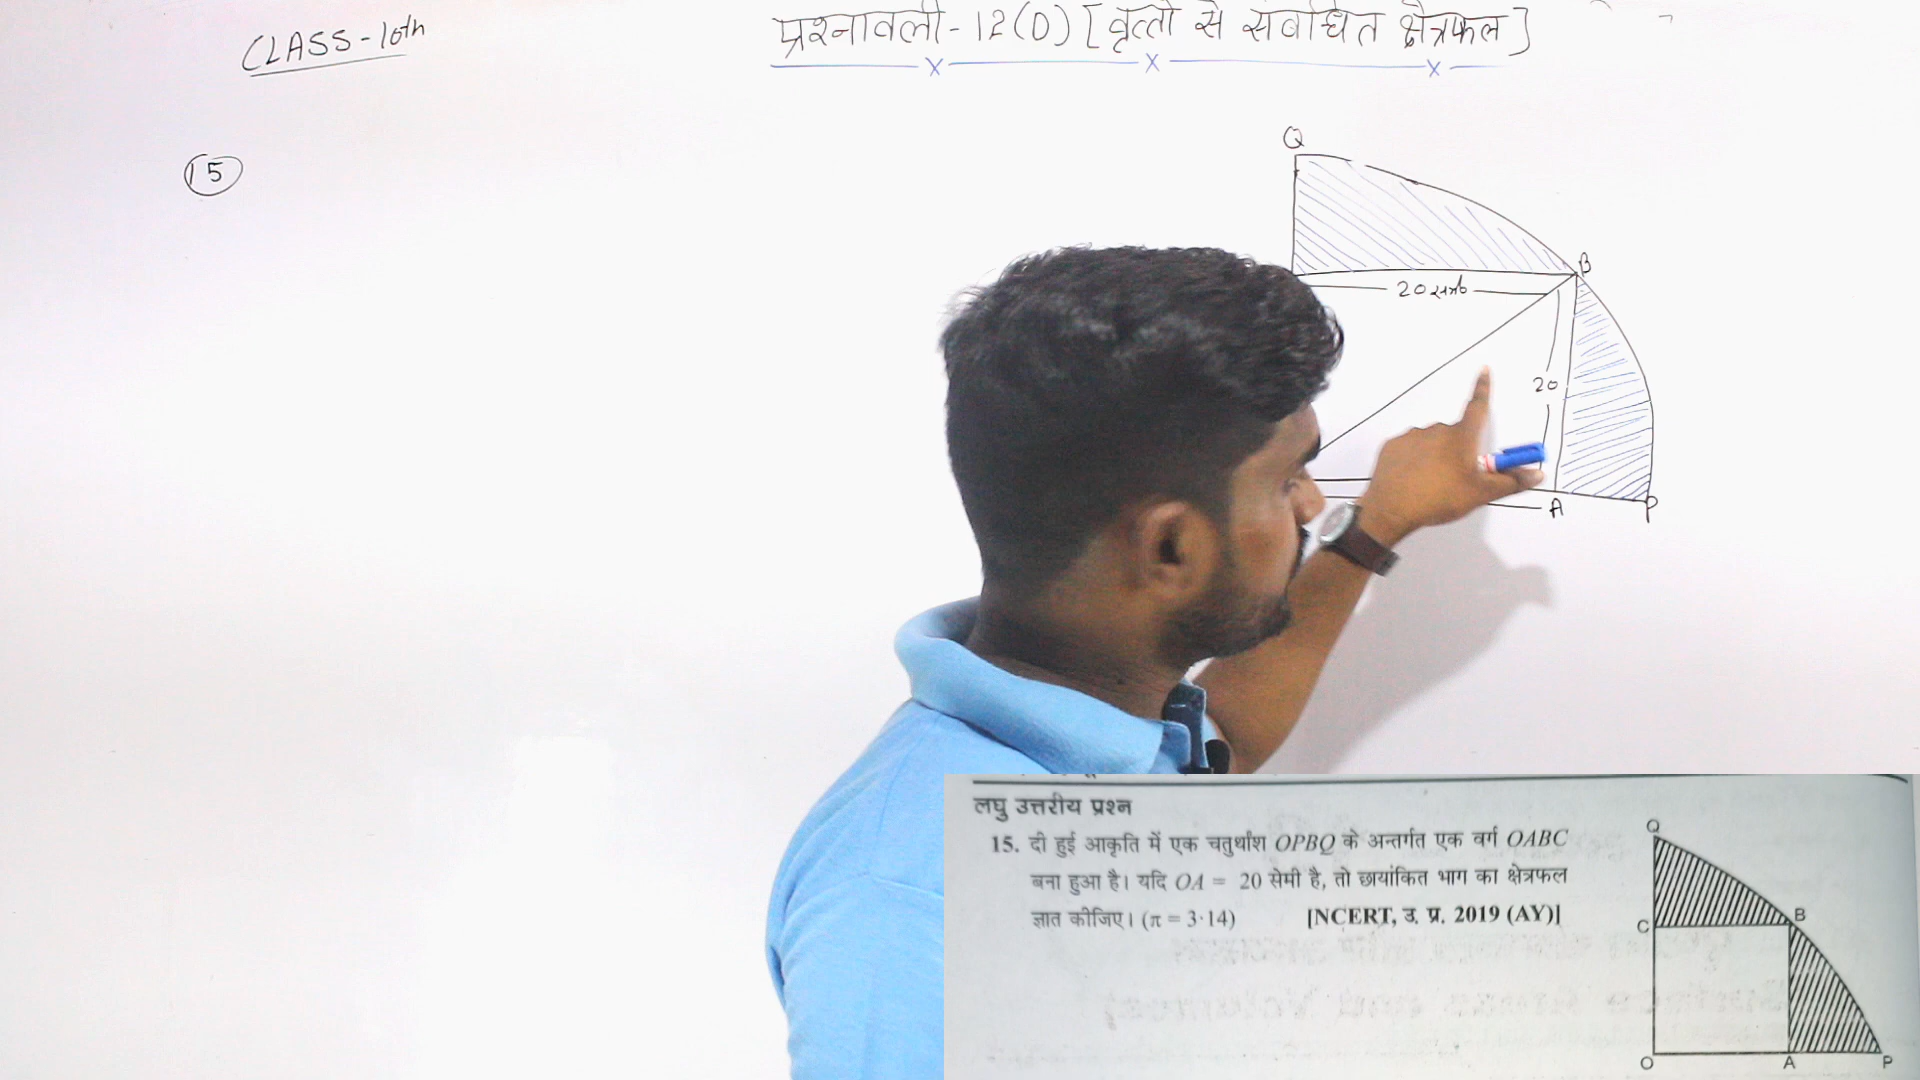 CLASS-10th
प्रश्नावली-12(D) [वृत्तों से संबंधित क्षेत्रफल]
15
Q
B
20 सेमी०
20
A
P
लघु उत्तरीय प्रश्न
15. दी हुई आकृति में एक चतुर्थांश OPBQ के अन्तर्गत एक वर्ग OABC
बना हुआ है। यदि OA = 20 सेमी है, तो छायांकित भाग का क्षेत्रफल
ज्ञात कीजिए। (π = 3·14) [NCERT, उ. प्र. 2019 (AY)]
Q
C
B
O
A
P